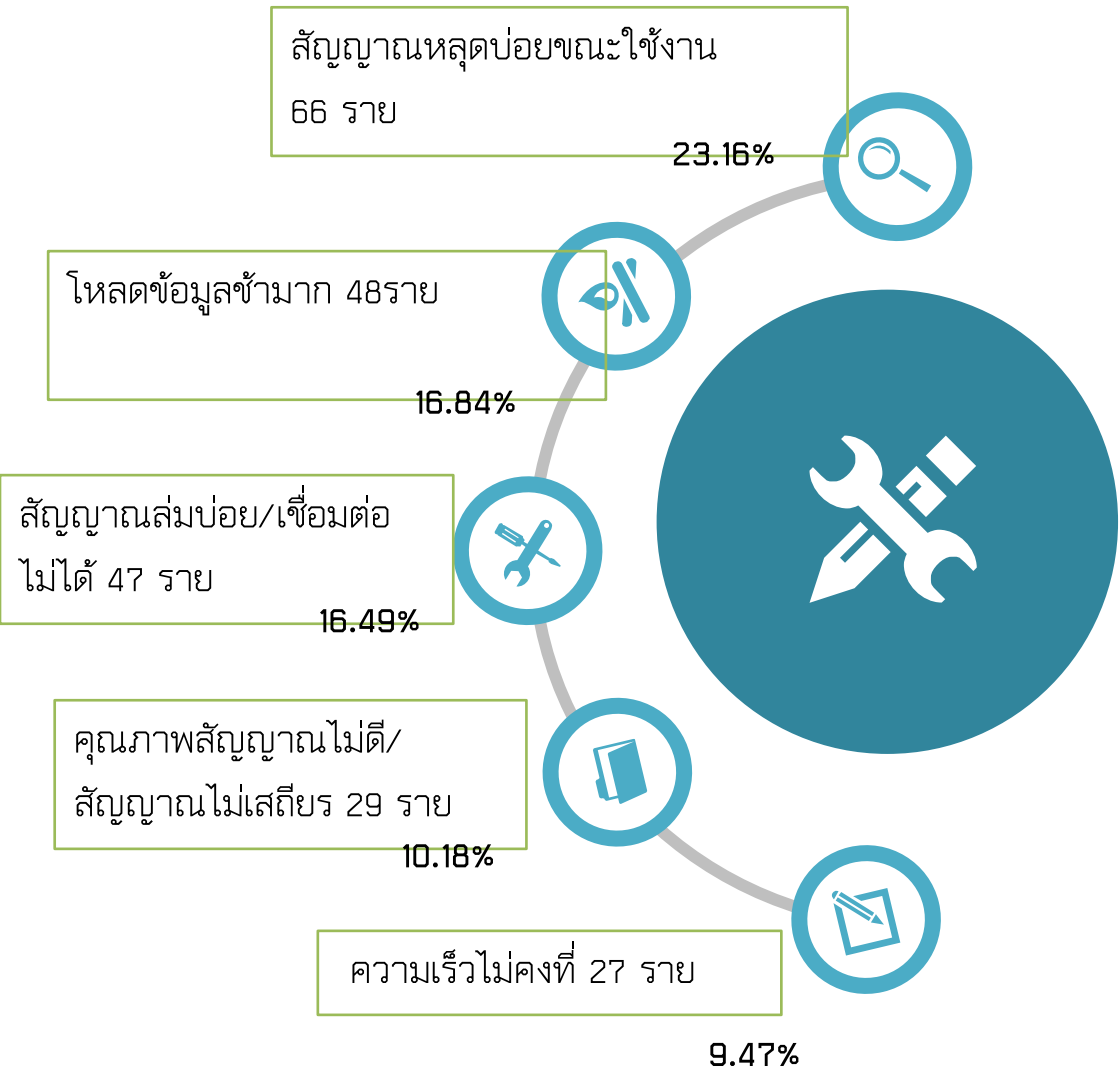 สัญญาณหลุดบ่อยขณะใช้งาน
66 ราย
23.16%
โหลดข้อมูลช้ามาก 48ราย
16.84%
สัญญาณล่มบ่อย/เชื่อมต่อ
ไม่ได้ 47 ราย
16.49%
คุณภาพสัญญาณไม่ดี/
สัญญาณไม่เสถียร 29 ราย
10.18%
ความเร็วไม่คงที่ 27 ราย
9.47%